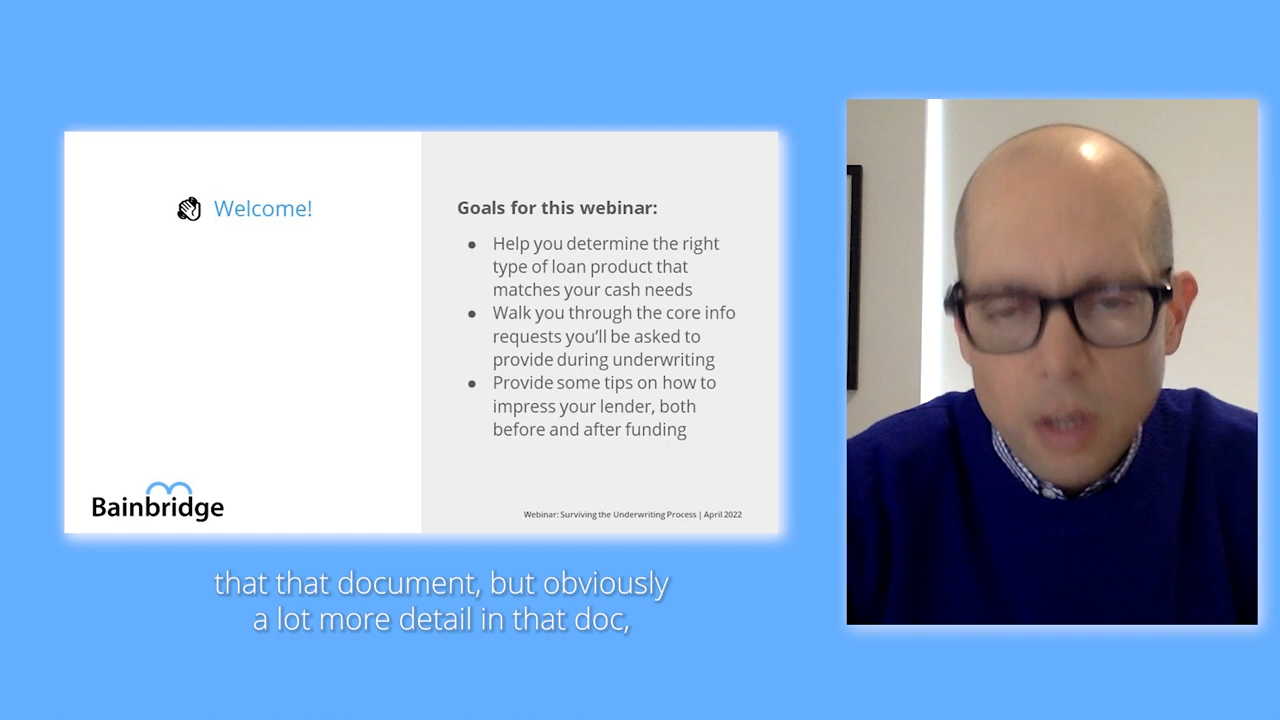 Welcome!
Bainbridge
Goals for this webinar:
● Help you determine the right
type of loan product that
matches your cash needs
● Walk you through the core info
requests you’ll be asked to
provide during underwriting
● Provide some tips on how to
impress your lender, both
before and after funding
Webinar: Surviving the Underwriting Process | April 2022
that that document, but obviously
a lot more detail in that doc,